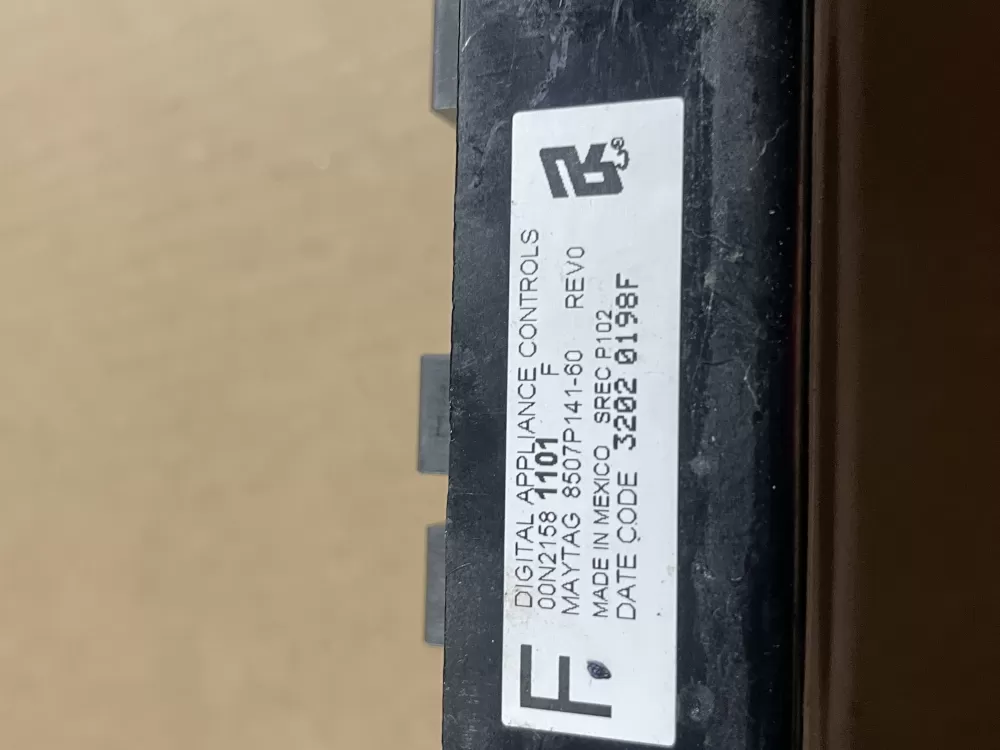 F
DIGITAL APPLIANCE CONTROLS
00N2158 1101 F
MAYTAG 8507P141-60 REV0
MADE IN MEXICO SREC P102
DATE CODE 3202 0198F